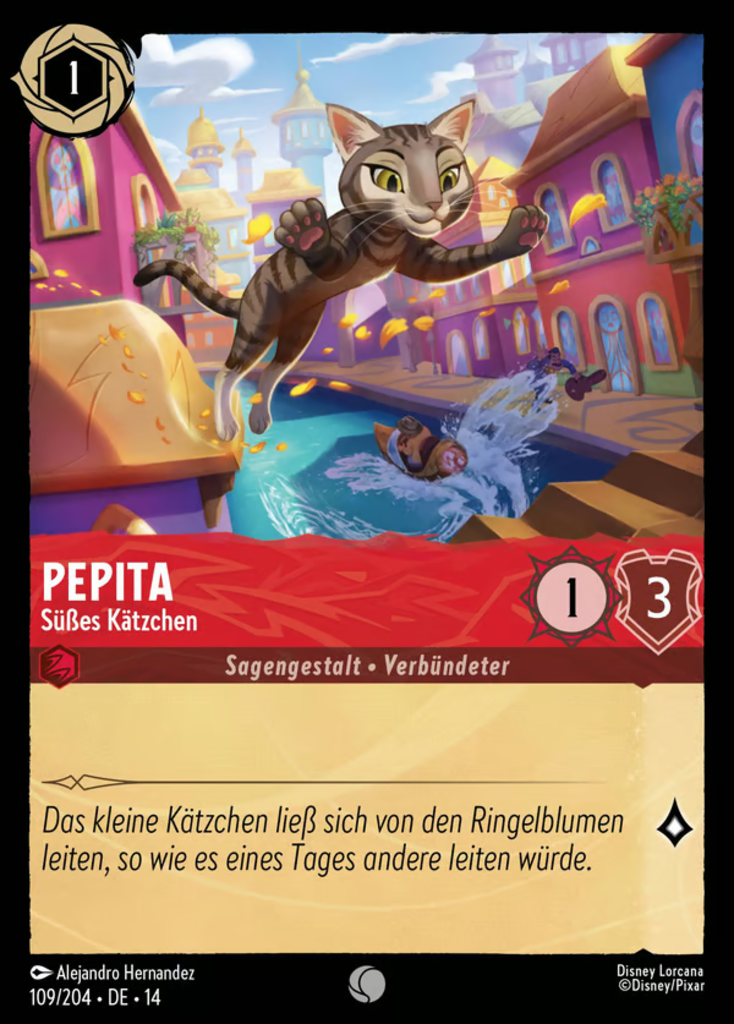 1
PEPITA
Süßes Kätzchen
1
3
Sagengestalt • Verbündeter
Das kleine Kätzchen ließ sich von den Ringelblumen
leiten, so wie es eines Tages andere leiten würde.
Alejandro Hernandez
109/204 • DE • 14
Disney Lorcana
©Disney/Pixar